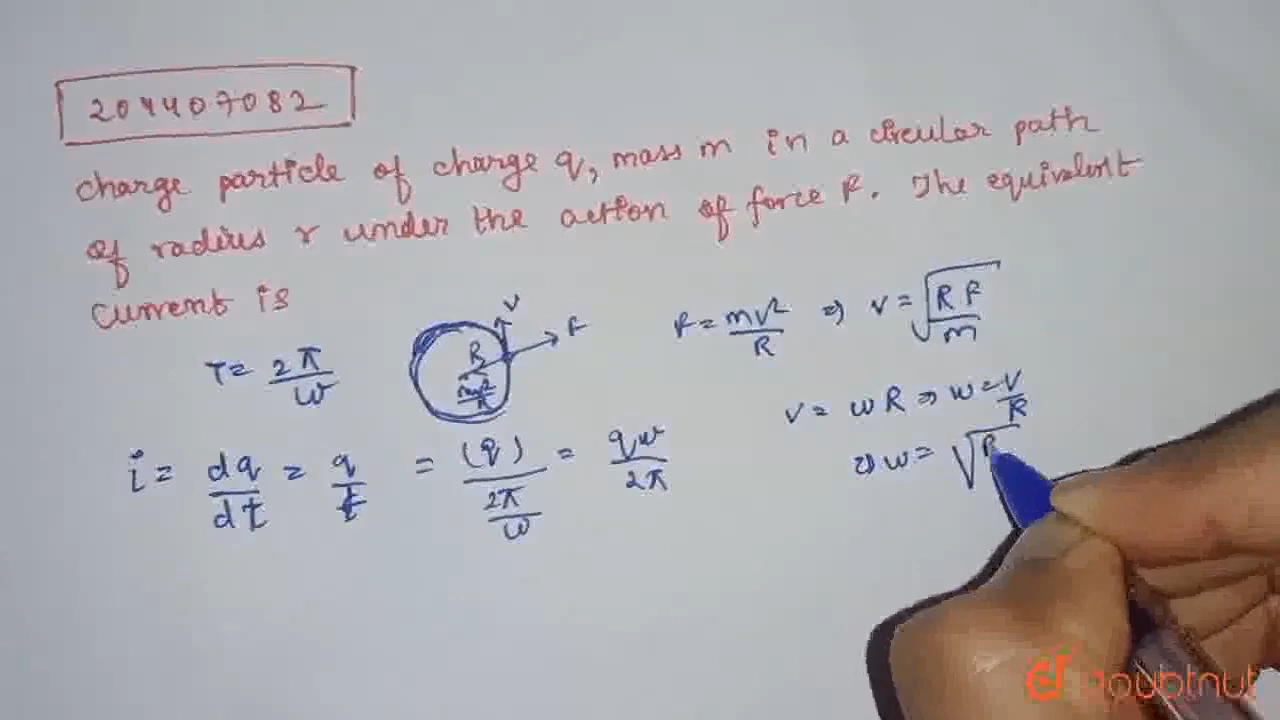 204407082
charge particle of charge q, mass m in a circular path
of radius r under the action of force F. The equivalent
current is
T = 2π/ω
V
F
R
mv²/R
F = mv²/R ⇒ V = √(RF/m)
V = ωR ⇒ ω = V/R
⇒ ω = √
i = dq/dt = q/t = (q)/(2π/ω) = qω/2π
doubtnut